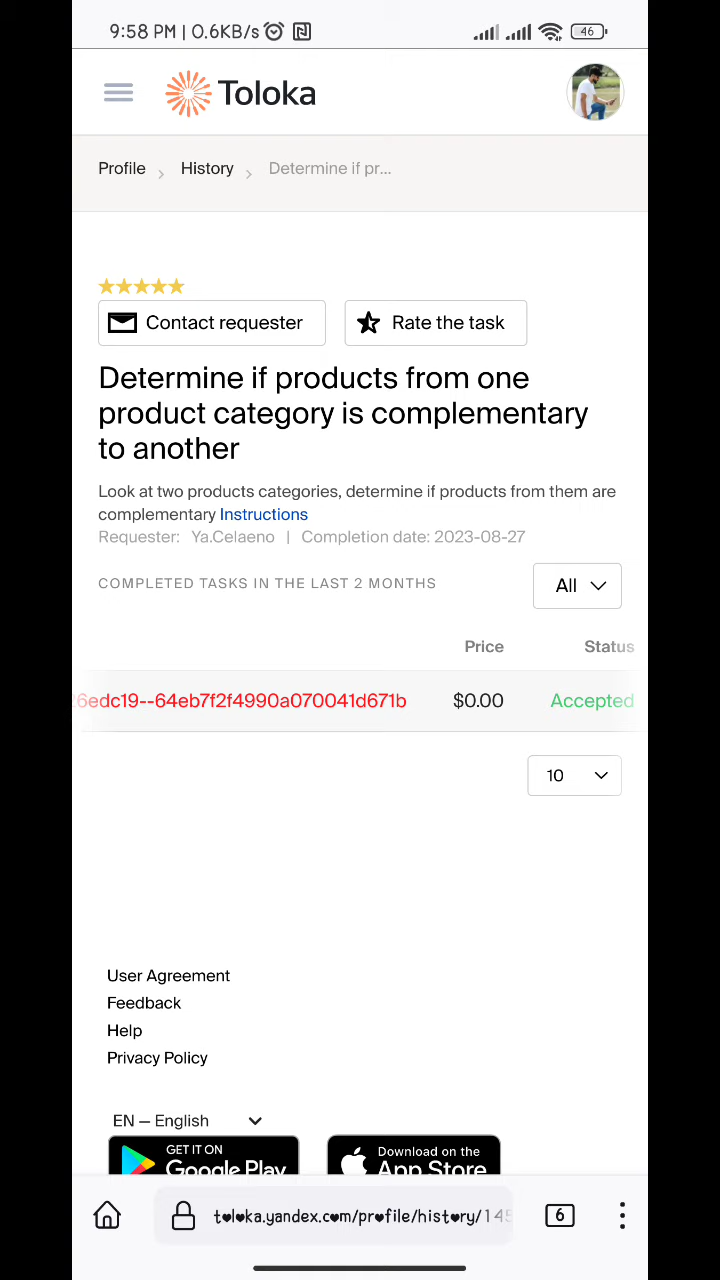 9:58 PM | 0.6KB/s
46
Toloka
Profile > History > Determine if pr...
Contact requester
Rate the task
Determine if products from one
product category is complementary
to another
Look at two products categories, determine if products from them are
complementary Instructions
Requester: Ya.Celaeno | Completion date: 2023-08-27
COMPLETED TASKS IN THE LAST 2 MONTHS
All
Price Status
6edc19--64eb7f2f4990a070041d671b $0.00 Accepted
10
User Agreement
Feedback
Help
Privacy Policy
EN – English
GET IT ON
Google Play
Download on the
App Store
toloka.yandex.com/profile/history/145
6